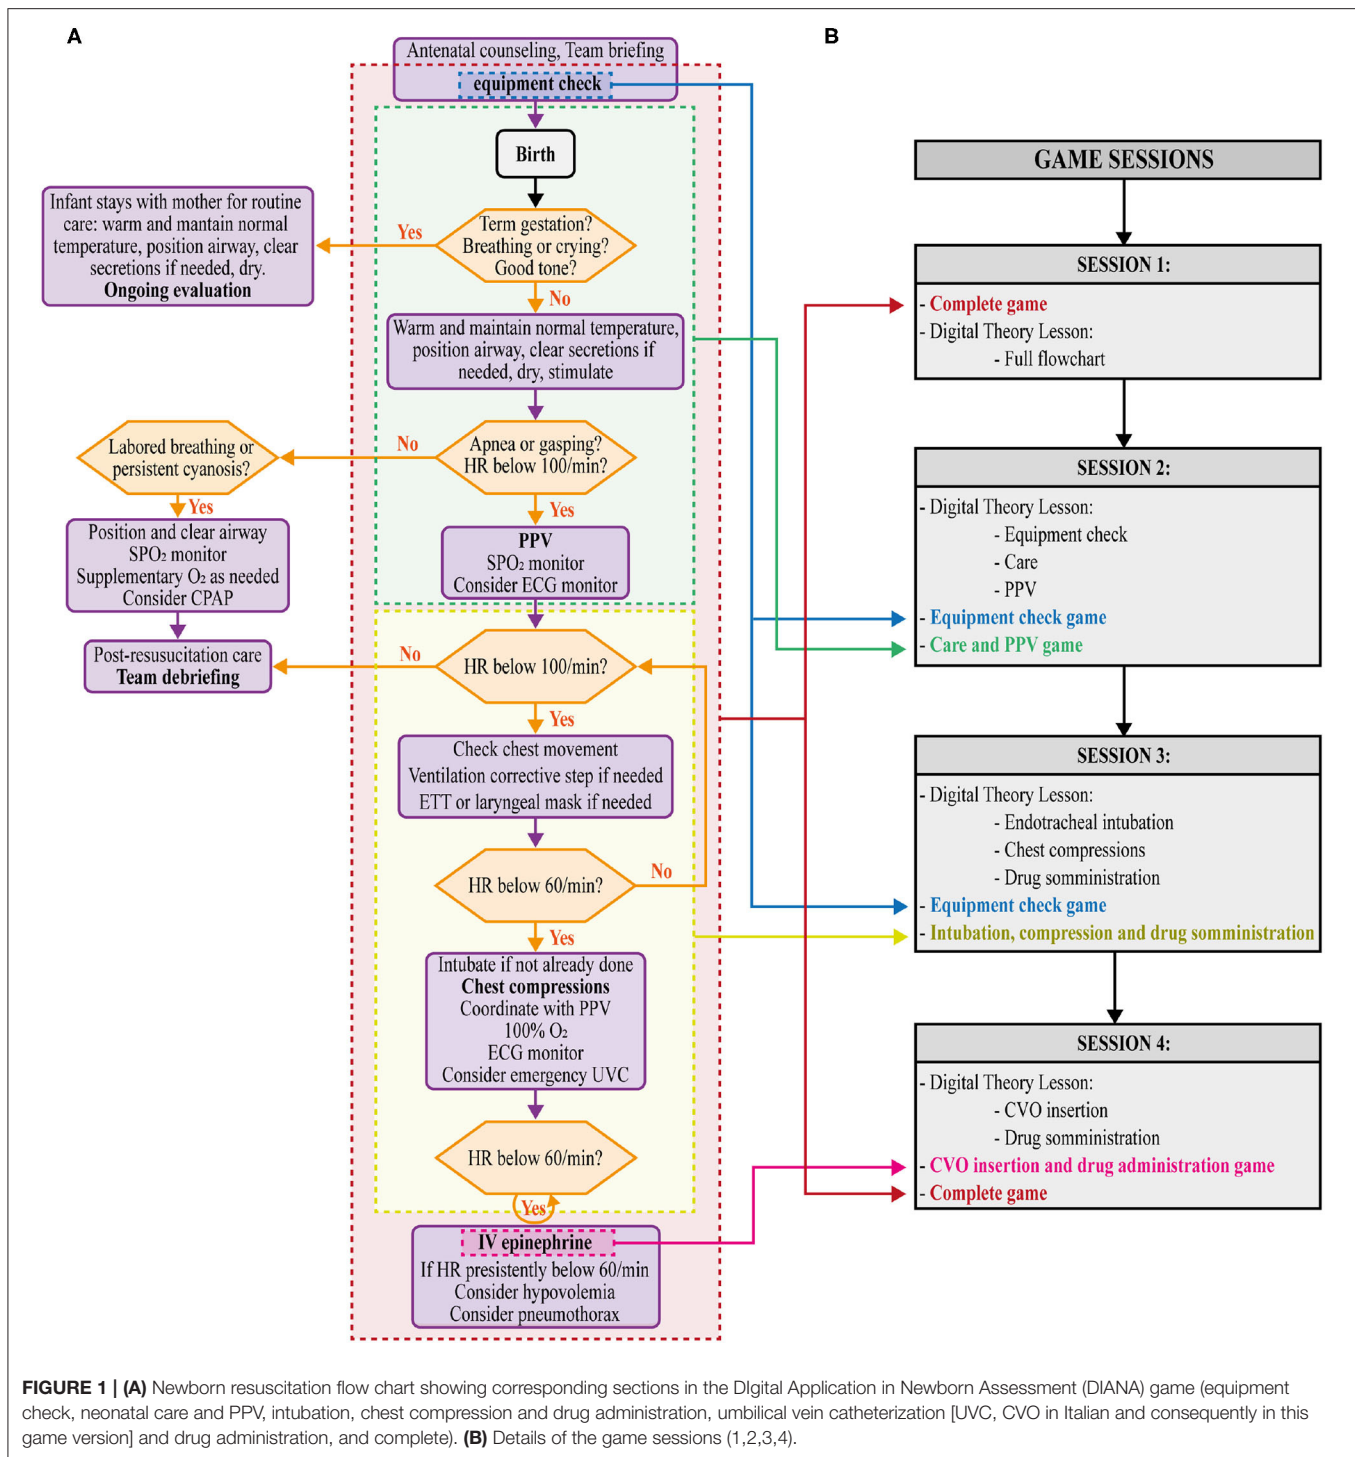 A
Antenatal counseling, Team briefing
equipment check
Birth
Term gestation?
Breathing or crying?
Good tone?
Yes
Infant stays with mother for routine
care: warm and mantain normal
temperature, position airway, clear
secretions if needed, dry.
Ongoing evaluation
No
Warm and maintain normal temperature,
position airway, clear secretions if
needed, dry, stimulate
Apnea or gasping?
HR below 100/min?
No
Labored breathing or
persistent cyanosis?
Yes
Position and clear airway
SPO₂ monitor
Supplementary O₂ as needed
Consider CPAP
Yes
PPV
SPO₂ monitor
Consider ECG monitor
HR below 100/min?
No
Post-resusucitation care
Team debriefing
Yes
Check chest movement
Ventilation corrective step if needed
ETT or laryngeal mask if needed
HR below 60/min?
No
Yes
Intubate if not already done
Chest compressions
Coordinate with PPV
100% O₂
ECG monitor
Consider emergency UVC
HR below 60/min?
Yes
IV epinephrine
If HR presistently below 60/min
Consider hypovolemia
Consider pneumothorax
B
GAME SESSIONS
SESSION 1:
- Complete game
- Digital Theory Lesson:
- Full flowchart
SESSION 2:
- Digital Theory Lesson:
- Equipment check
- Care
- PPV
- Equipment check game
- Care and PPV game
SESSION 3:
- Digital Theory Lesson:
- Endotracheal intubation
- Chest compressions
- Drug somministration
- Equipment check game
- Intubation, compression and drug somministration
SESSION 4:
- Digital Theory Lesson:
- CVO insertion
- Drug somministration
- CVO insertion and drug administration game
- Complete game
FIGURE 1 | (A) Newborn resuscitation flow chart showing corresponding sections in the DIgital Application in Newborn Assessment (DIANA) game (equipment
check, neonatal care and PPV, intubation, chest compression and drug administration, umbilical vein catheterization [UVC, CVO in Italian and consequently in this
game version] and drug administration, and complete). (B) Details of the game sessions (1,2,3,4).